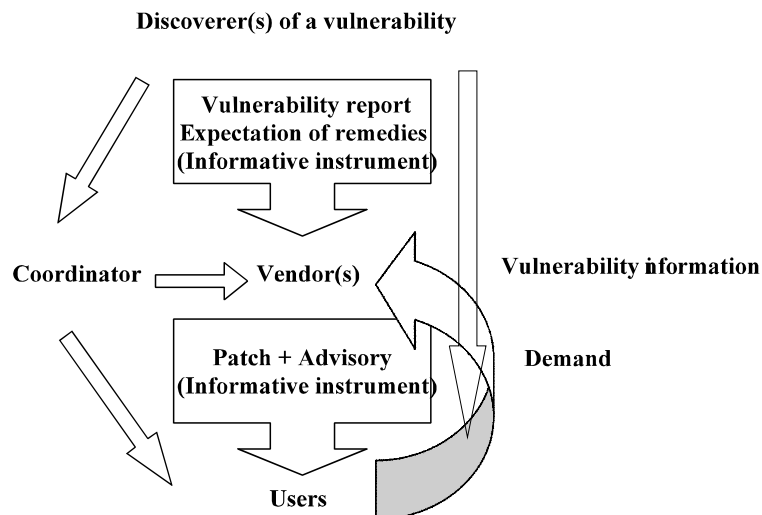 Discoverer(s) of a vulnerability
Vulnerability report
Expectation of remedies
(Informative instrument)
Coordinator
Vendor(s)
Vulnerability information
Patch + Advisory
(Informative instrument)
Demand
Users